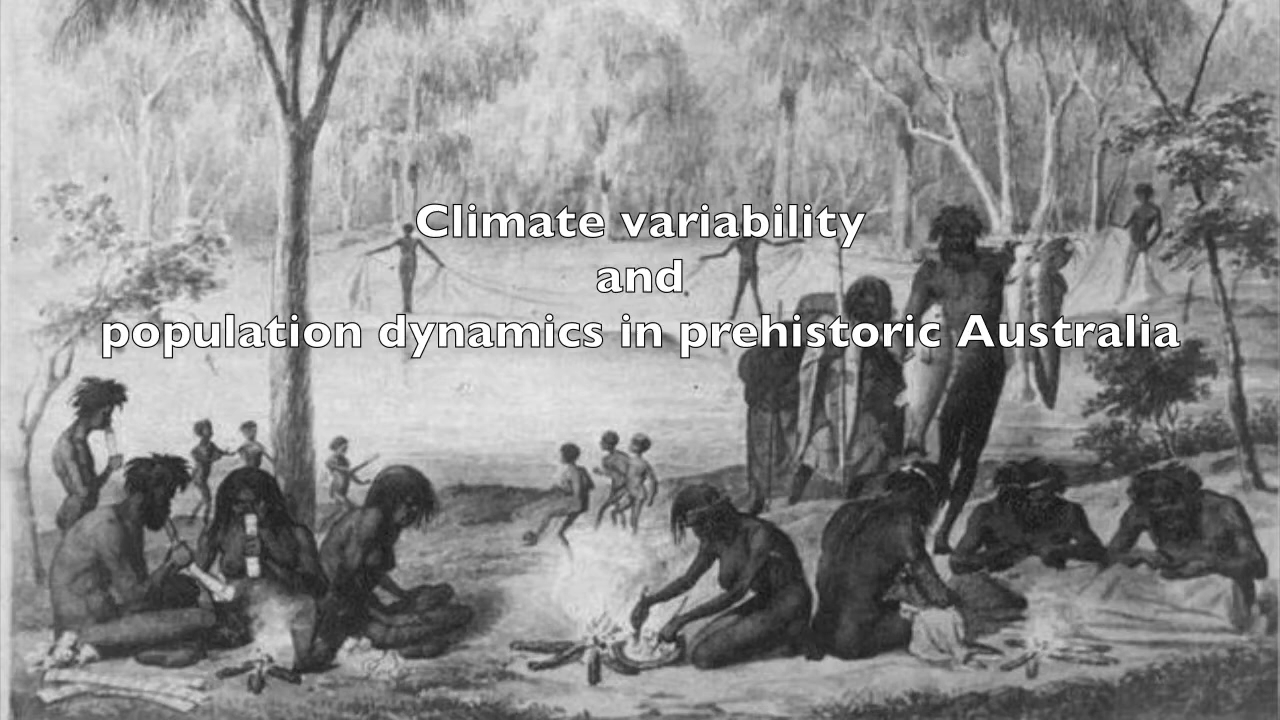 Climate variability
and
population dynamics in prehistoric Australia